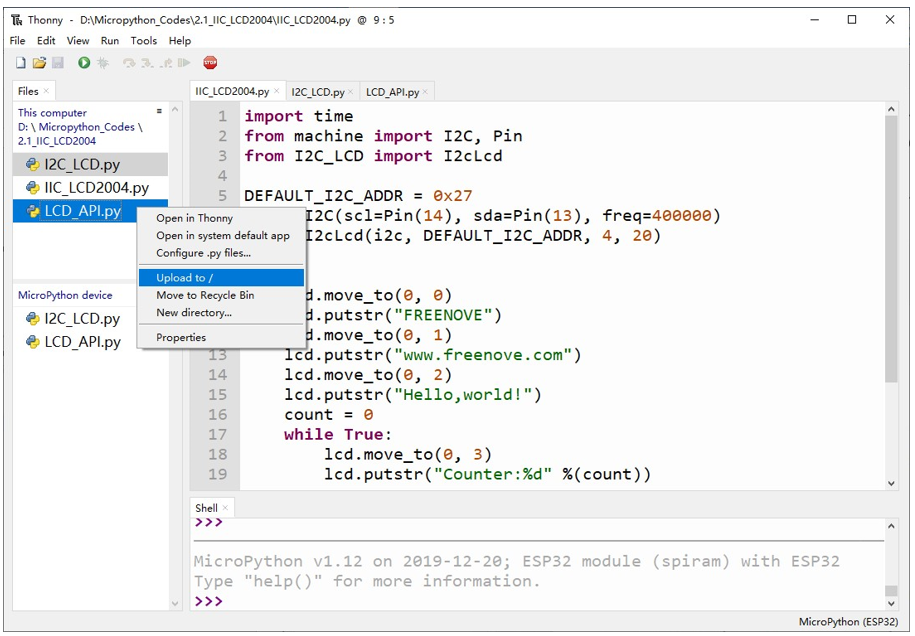 Thonny - D:\Micropython_Codes\2.1_IIC_LCD2004\IIC_LCD2004.py @ 9 : 5
File Edit View Run Tools Help
STOP
Files
This computer
D: \ Micropython_Codes \
2.1_IIC_LCD2004
I2C_LCD.py
IIC_LCD2004.py
LCD_API.py
MicroPython device
I2C_LCD.py
LCD_API.py
Open in Thonny
Open in system default app
Configure .py files...
Upload to /
Move to Recycle Bin
New directory...
Properties
IIC_LCD2004.py I2C_LCD.py LCD_API.py
1 import time
2 from machine import I2C, Pin
3 from I2C_LCD import I2cLcd
4
5 DEFAULT_I2C_ADDR = 0x27
I2C(scl=Pin(14), sda=Pin(13), freq=400000)
I2cLcd(i2c, DEFAULT_I2C_ADDR, 4, 20)
d.move_to(0, 0)
d.putstr("FREENOVE")
d.move_to(0, 1)
13 lcd.putstr("www.freenove.com")
14 lcd.move_to(0, 2)
15 lcd.putstr("Hello,world!")
16 count = 0
17 while True:
18 lcd.move_to(0, 3)
19 lcd.putstr("Counter:%d" %(count))
Shell
>>>
MicroPython v1.12 on 2019-12-20; ESP32 module (spiram) with ESP32
Type "help()" for more information.
>>>
MicroPython (ESP32)